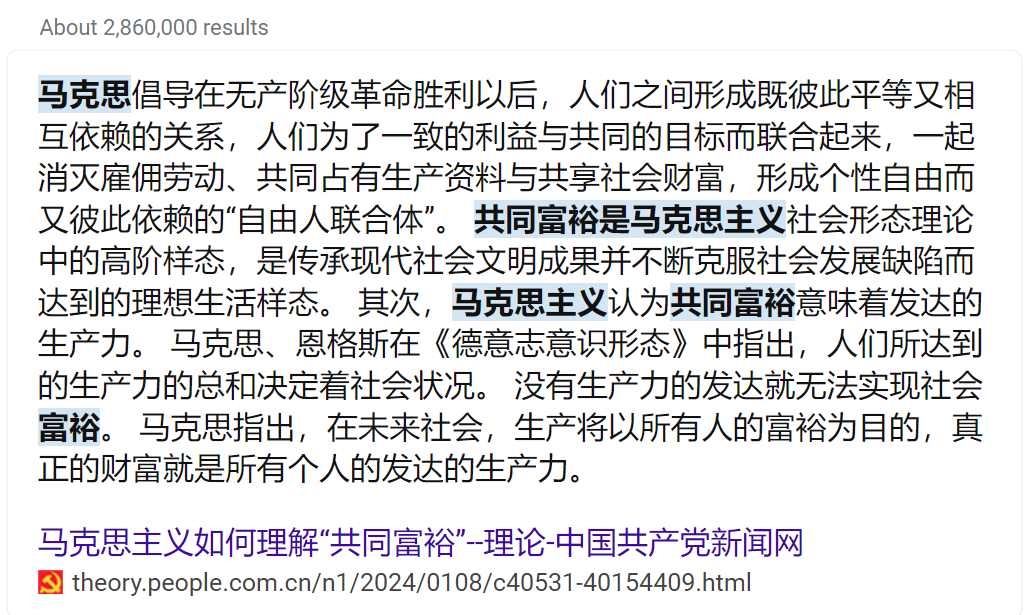 About 2,860,000 results
马克思倡导在无产阶级革命胜利以后，人们之间形成既彼此平等又相
互依赖的关系，人们为了一致的利益与共同的目标而联合起来，一起
消灭雇佣劳动、共同占有生产资料与共享社会财富，形成个性自由而
又彼此依赖的“自由人联合体”。 共同富裕是马克思主义社会形态理论
中的高阶样态，是传承现代社会文明成果并不断克服社会发展缺陷而
达到的理想生活样态。 其次，马克思主义认为共同富裕意味着发达的
生产力。 马克思、恩格斯在《德意志意识形态》中指出，人们所达到
的生产力的总和决定着社会状况。 没有生产力的发达就无法实现社会
富裕。 马克思指出，在未来社会，生产将以所有人的富裕为目的，真
正的财富就是所有个人的发达的生产力。
马克思主义如何理解“共同富裕”--理论-中国共产党新闻网
theory.people.com.cn/n1/2024/0108/c40531-40154409.html